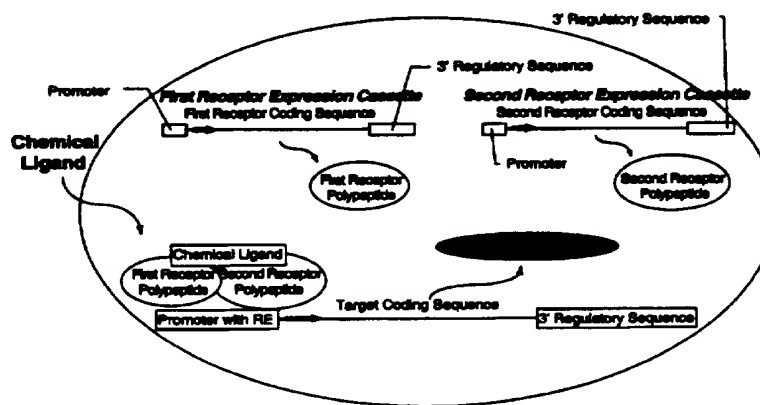 3' Regulatory Sequence
3' Regulatory Sequence
Promoter
First Receptor Expression Cassette
Second Receptor Expression Cassette
First Receptor Coding Sequence
Second Receptor Coding Sequence
Chemical
Ligand
Promoter
First Receptor
Polypeptide
Second Receptor
Polypeptide
Chemical Ligand
First Receptor
Polypeptide
Second Receptor
Polypeptide
Target Coding Sequence
Promoter with RE
3' Regulatory Sequence